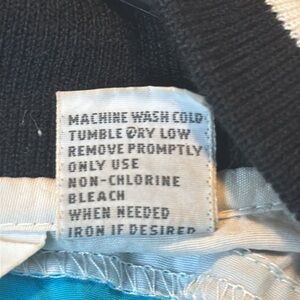 MACHINE WASH COLD
TUMBLE DRY LOW
REMOVE PROMPTLY
ONLY USE
NON-CHLORINE
BLEACH
WHEN NEEDED
IRON IF DESIRED